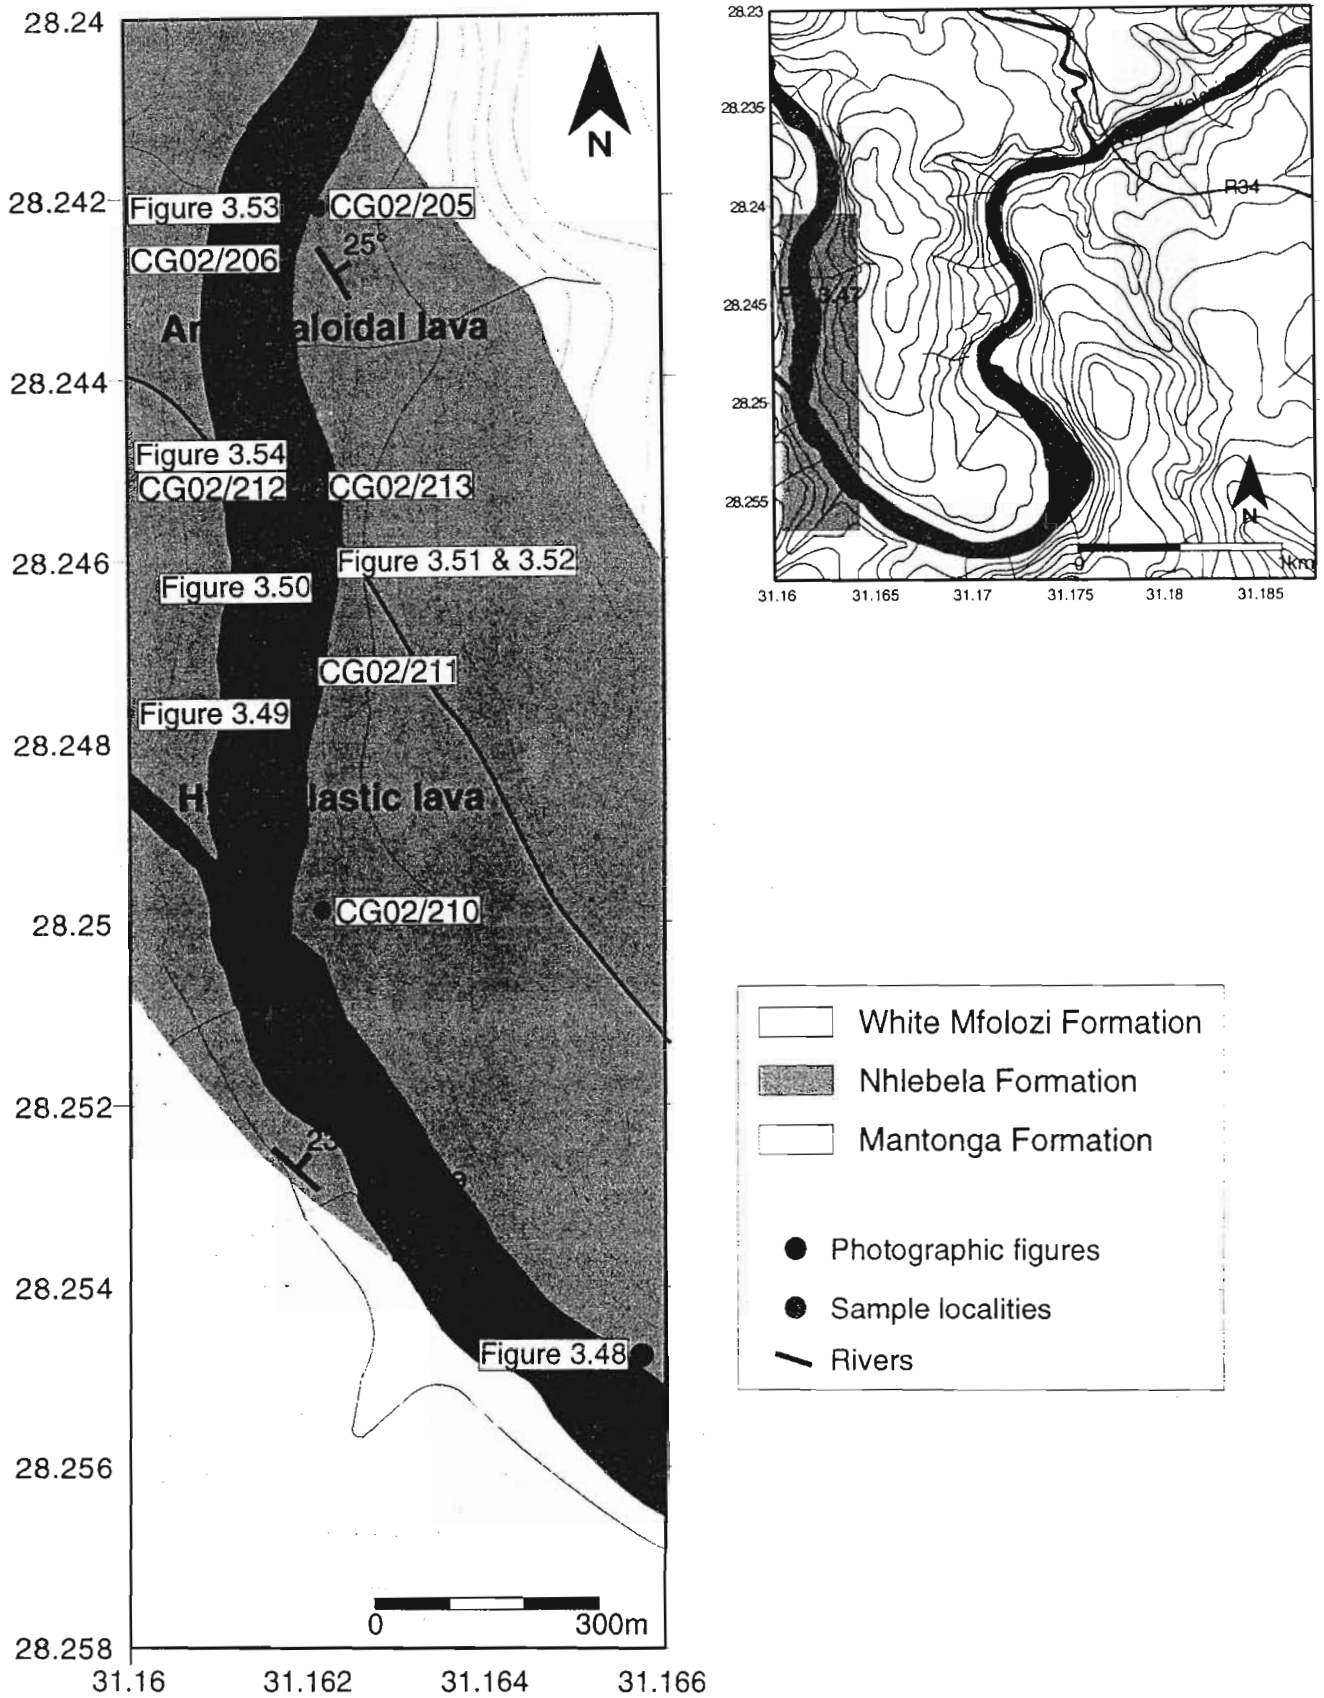 28.24
28.242
28.244
28.246
28.248
28.25
28.252
28.254
28.256
28.258
31.16
31.162
31.164
31.166
N
Figure 3.53
CG02/205
CG02/206
25°
aloidal lava
Figure 3.54
CG02/212
CG02/213
Figure 3.51 & 3.52
Figure 3.50
CG02/211
Figure 3.49
lastic lava
CG02/210
Figure 3.48
0
300m
28.23
28.235
28.24
28.245
28.25
28.255
31.16
31.165
31.17
31.175
31.18
31.185
R34
N
0
1km
White Mfolozi Formation
Nhlebela Formation
Mantonga Formation
Photographic figures
Sample localities
Rivers